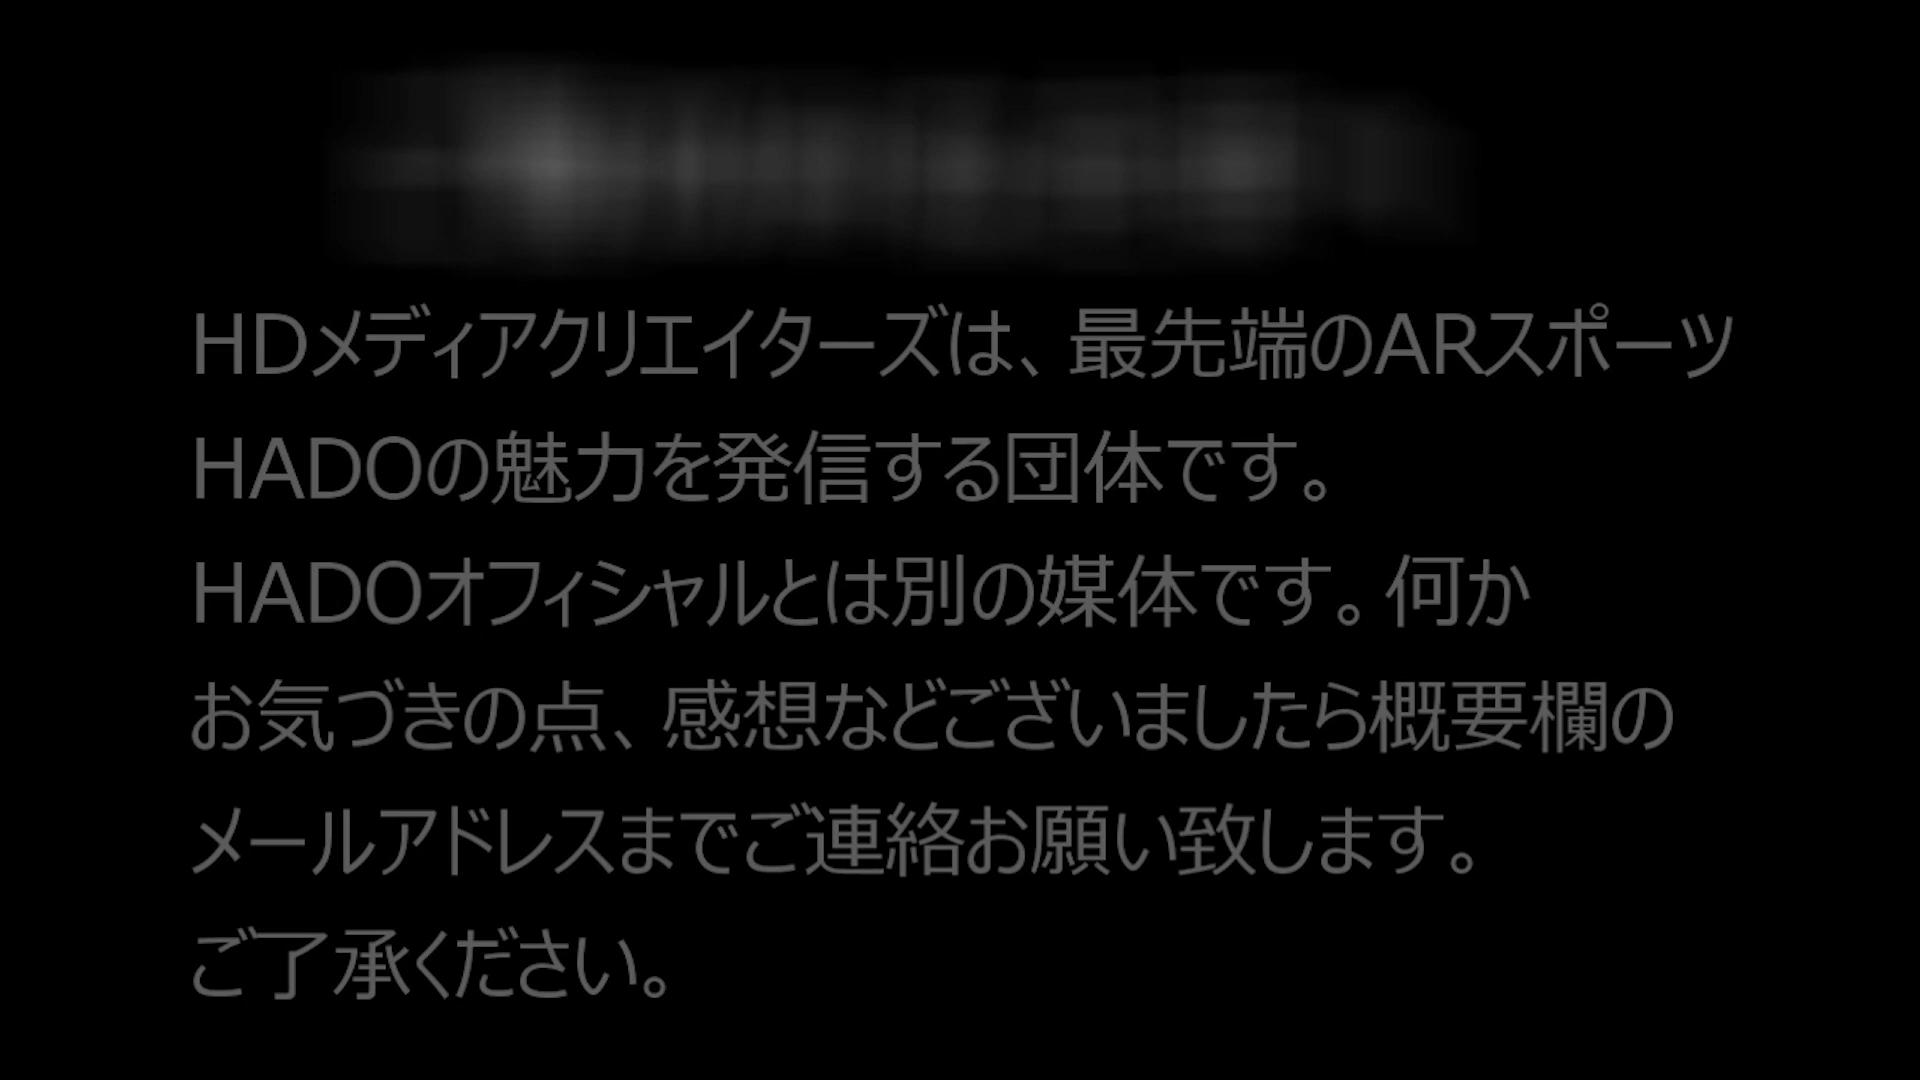 HDメディアクリエイターズは、最先端のARスポーツ
HADOの魅力を発信する団体です。
HADOオフィシャルとは別の媒体です。何か
お気づきの点、感想などございましたら概要欄の
メールアドレスまでご連絡お願い致します。
ご了承ください。